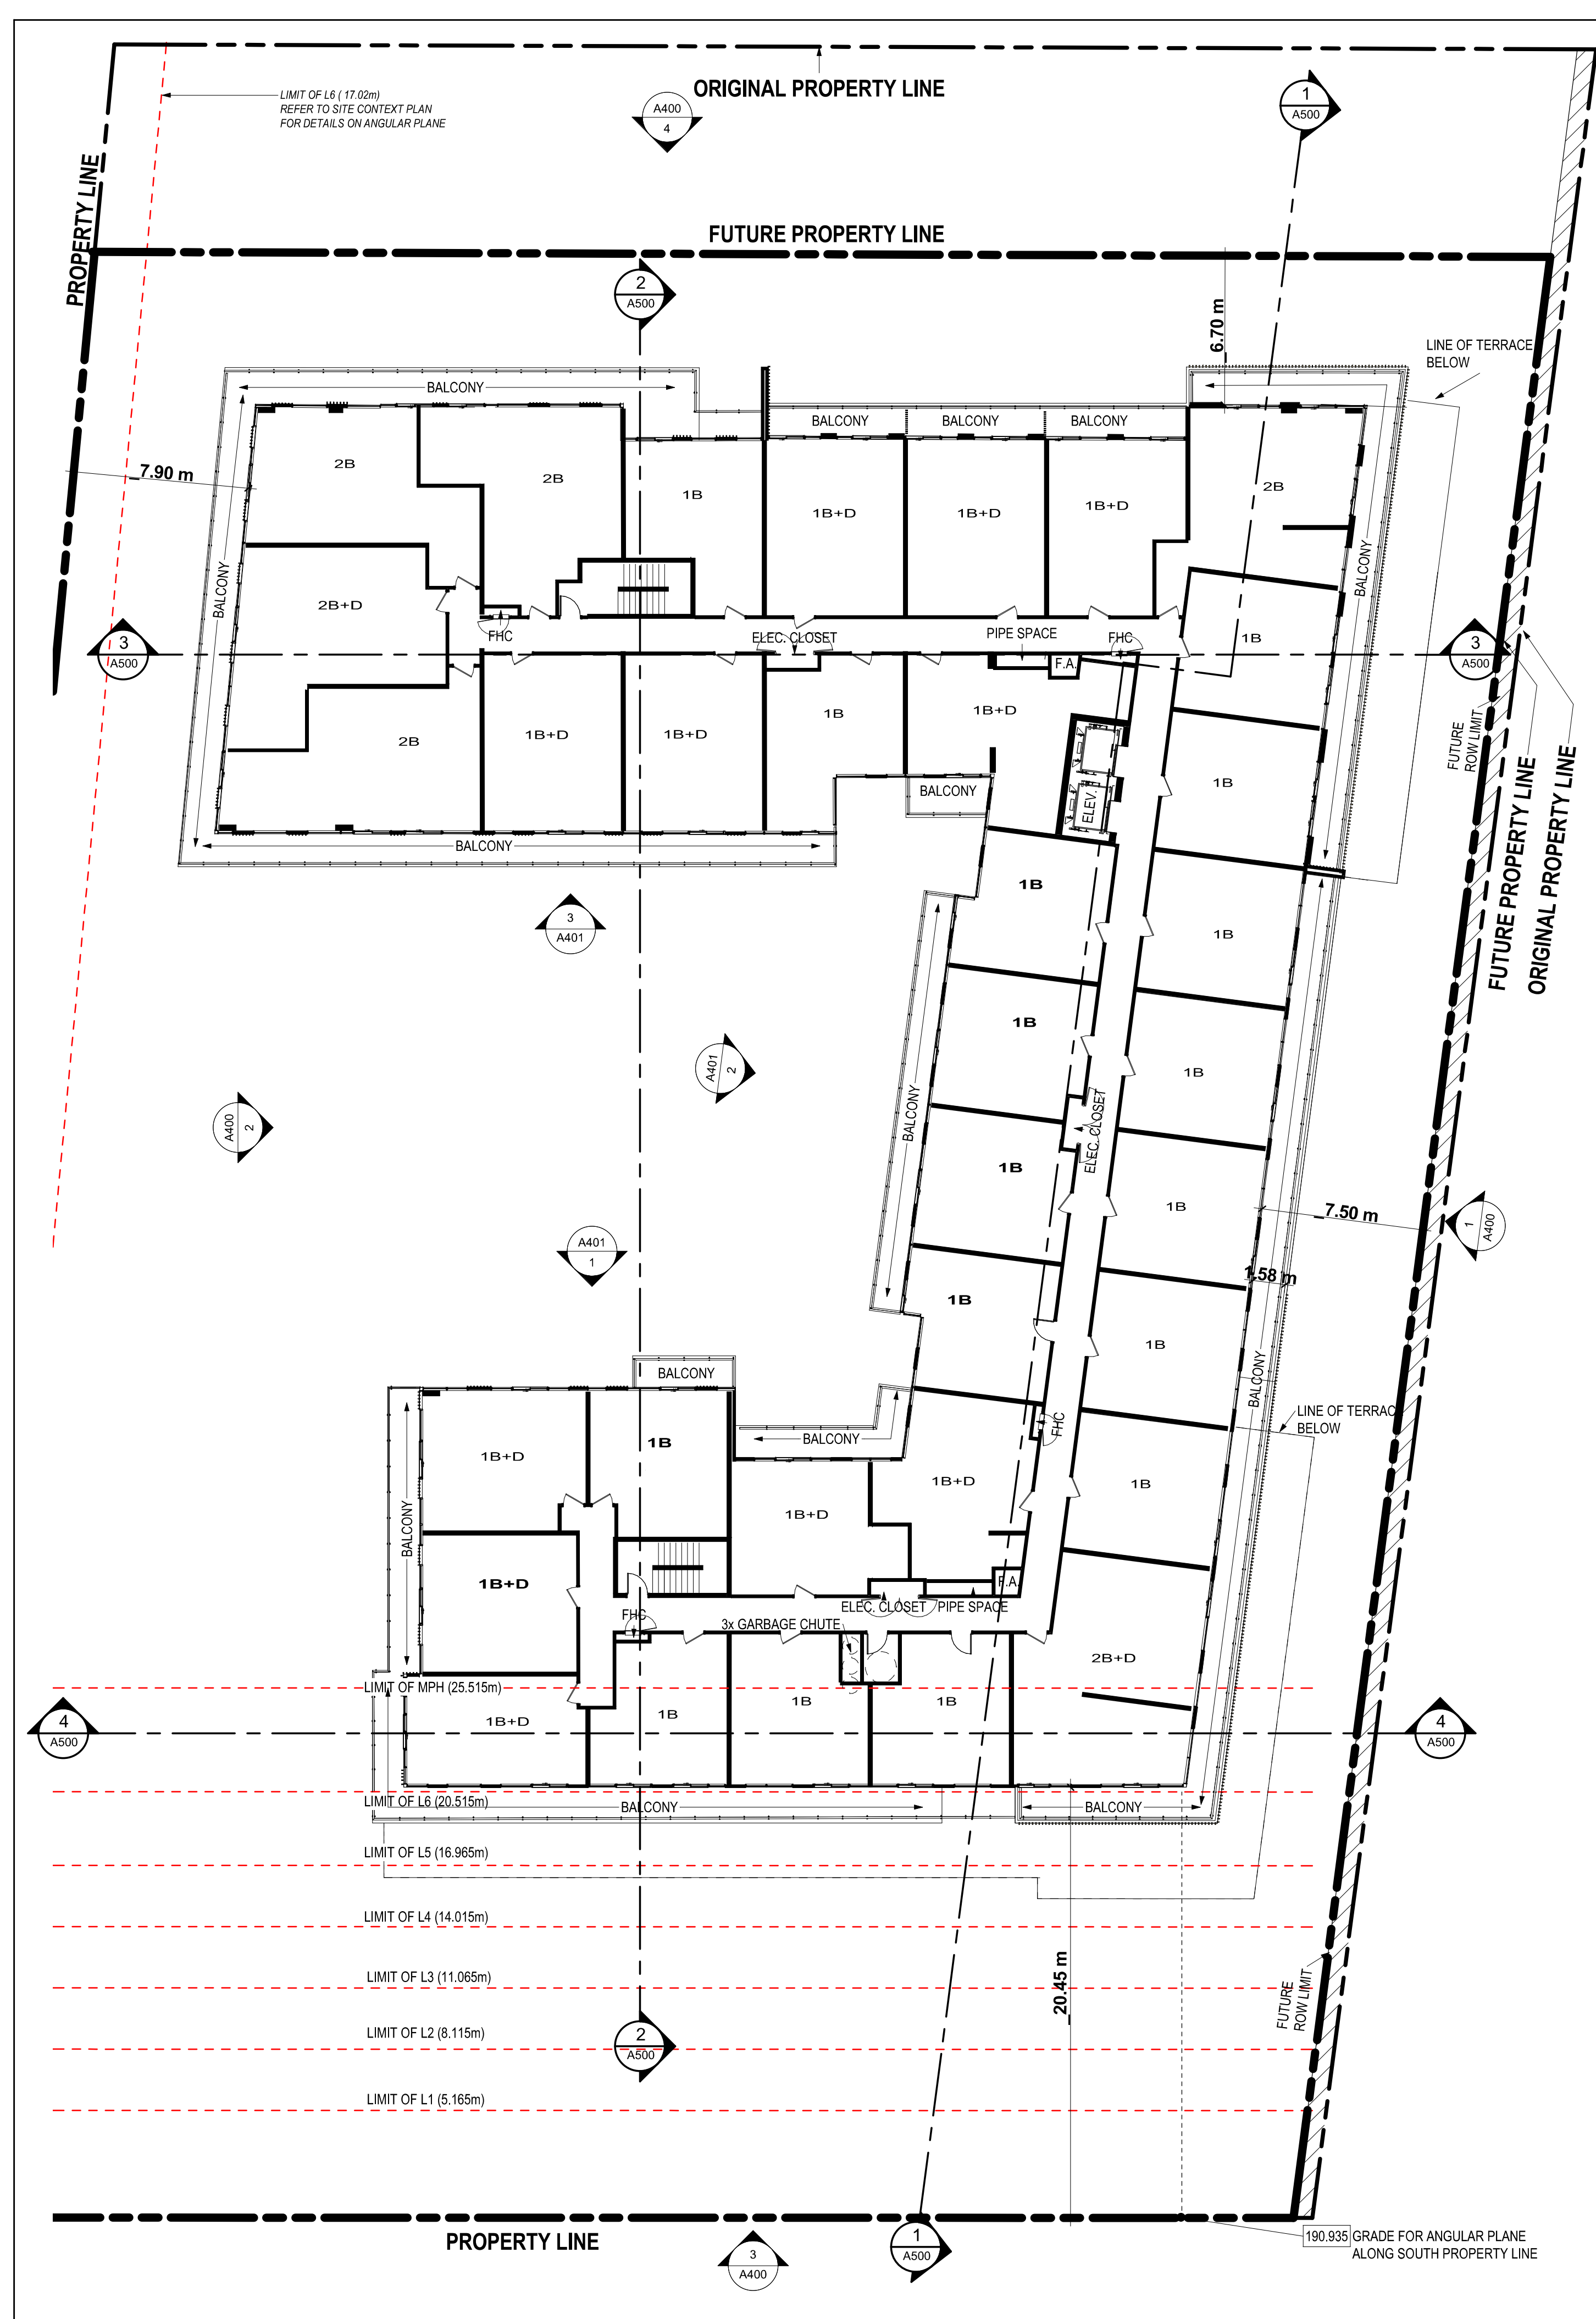 ORIGINAL PROPERTY LINE
LIMIT OF L6 ( 17.02m)
REFER TO SITE CONTEXT PLAN
FOR DETAILS ON ANGULAR PLANE
A400
4
1
A500
PROPERTY LINE
FUTURE PROPERTY LINE
2
A500
6.70 m
LINE OF TERRACE
BELOW
BALCONY
BALCONY
BALCONY
BALCONY
7.90 m
2B
2B
1B
1B+D
1B+D
1B+D
2B
BALCONY
BALCONY
2B+D
FHC
ELEC. CLOSET
PIPE SPACE
FHC
F.A.
1B
3
A500
3
A500
2B
1B+D
1B+D
1B
1B+D
1B
FUTURE
ROW LIMIT
FUTURE PROPERTY LINE
ORIGINAL PROPERTY LINE
ELEV.
BALCONY
BALCONY
1B
1B
3
A401
1B
1B
A401
2
A400
2
BALCONY
ELEC. CLOSET
1B
1B
7.50 m
1
A400
A401
1
1.58 m
1B
1B
BALCONY
BALCONY
LINE OF TERRAC
BELOW
FHC
BALCONY
1B+D
1B
1B+D
1B+D
1B
BALCONY
1B+D
F.A.
ELEC. CLOSET
PIPE SPACE
FHC
3x GARBAGE CHUTE
2B+D
LIMIT OF MPH (25.515m)
1B+D
1B
1B
1B
4
A500
4
A500
LIMIT OF L6 (20.515m)
BALCONY
BALCONY
LIMIT OF L5 (16.965m)
LIMIT OF L4 (14.015m)
LIMIT OF L3 (11.065m)
20.45 m
FUTURE
ROW LIMIT
LIMIT OF L2 (8.115m)
2
A500
LIMIT OF L1 (5.165m)
PROPERTY LINE
3
A400
1
A500
190.935 GRADE FOR ANGULAR PLANE
ALONG SOUTH PROPERTY LINE